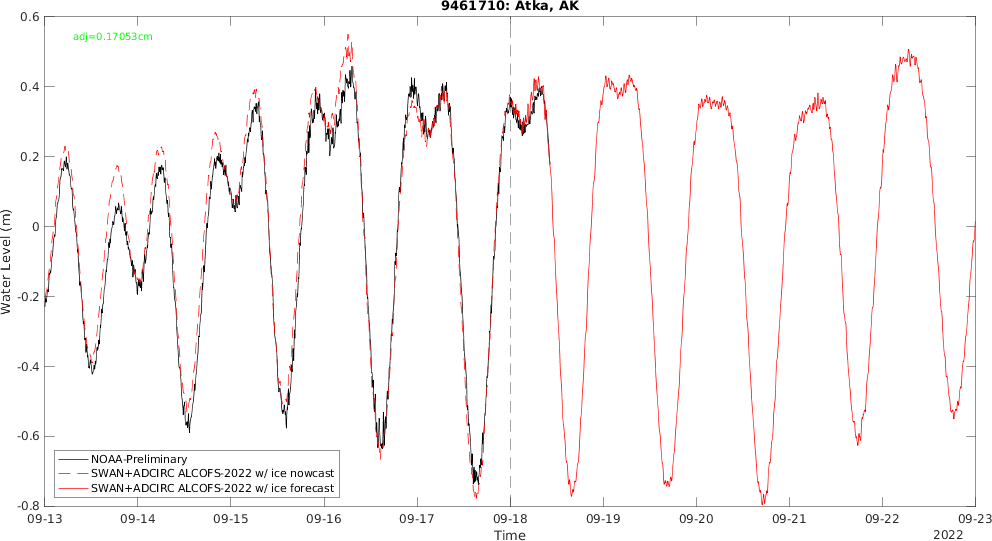 9461710: Atka, AK
adj=0.17053cm
0.6
0.4
0.2
0
-0.2
-0.4
-0.6
-0.8
Water Level (m)
NOAA-Preliminary
SWAN+ADCIRC ALCOFS-2022 w/ ice nowcast
SWAN+ADCIRC ALCOFS-2022 w/ ice forecast
09-13 09-14 09-15 09-16 09-17 09-18 09-19 09-20 09-21 09-22 09-23
Time
2022